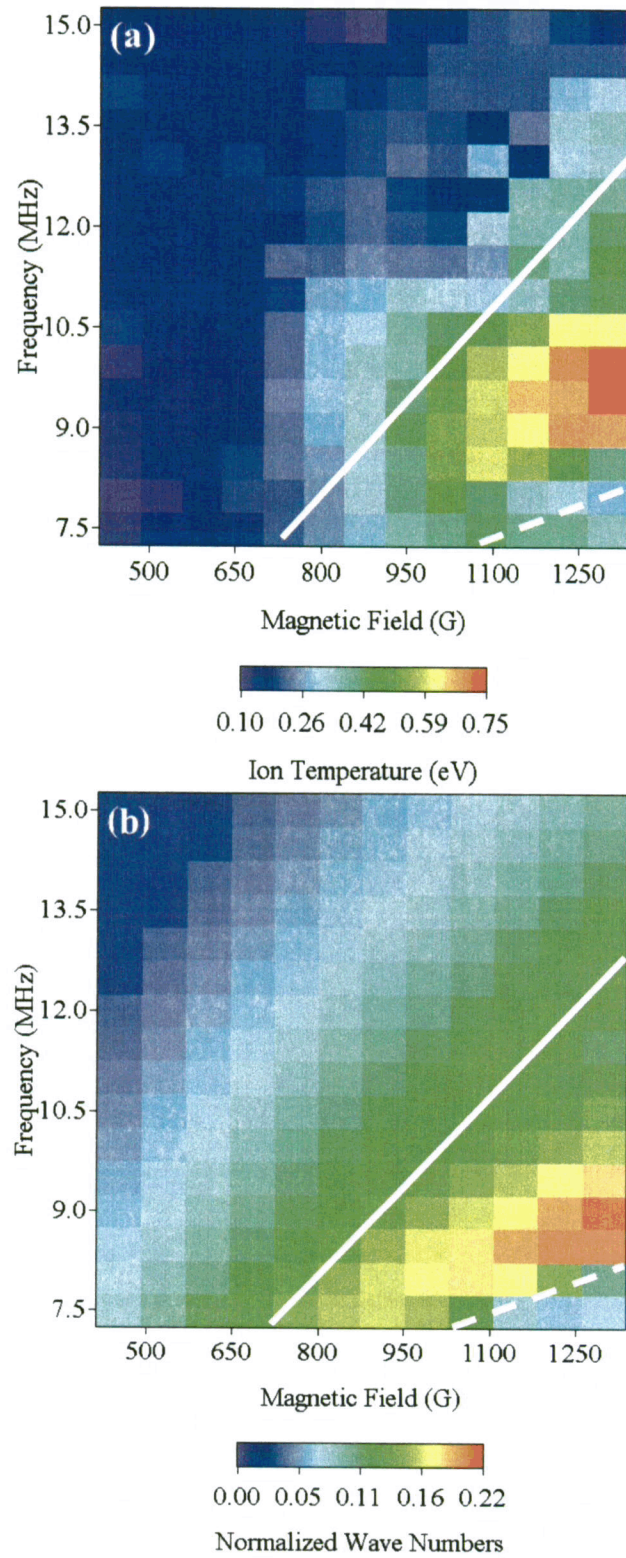 (a)
15.0
13.5
12.0
10.5
9.0
7.5
Frequency (MHz)
500 650 800 950 1100 1250
Magnetic Field (G)
0.10 0.26 0.42 0.59 0.75
Ion Temperature (eV)
(b)
15.0
13.5
12.0
10.5
9.0
7.5
Frequency (MHz)
500 650 800 950 1100 1250
Magnetic Field (G)
0.00 0.05 0.11 0.16 0.22
Normalized Wave Numbers